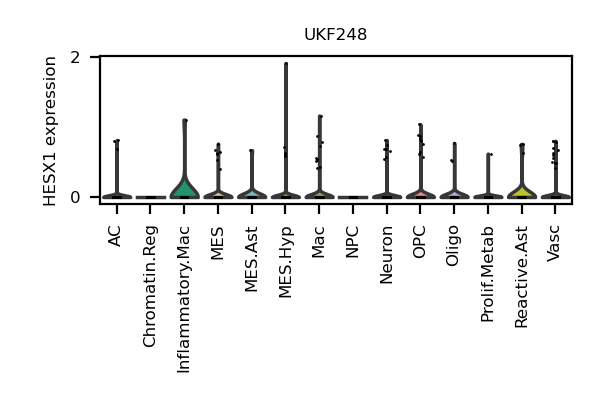 UKF248
HESX1 expression
2
0
AC
Chromatin.Reg
Inflammatory.Mac
MES
MES.Ast
MES.Hyp
Mac
NPC
Neuron
OPC
Oligo
Prolif.Metab
Reactive.Ast
Vasc